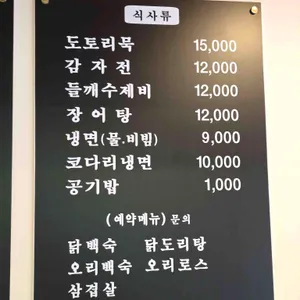 식사류
도토리묵 15,000
감자전 12,000
들깨수제비 12,000
장어탕 12,000
냉면(물.비빔) 9,000
코다리냉면 10,000
공기밥 1,000
(예약메뉴) 문의
닭백숙 닭도리탕
오리백숙 오리로스
삼겹살